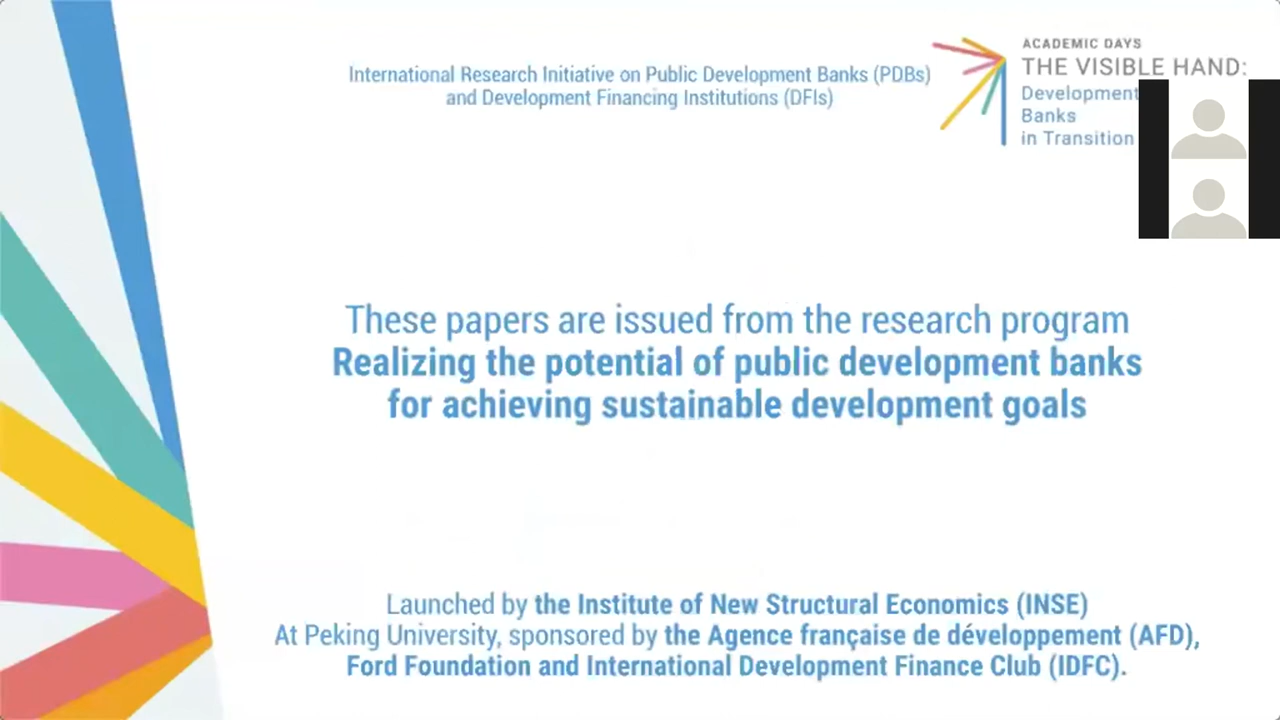 International Research Initiative on Public Development Banks (PDBs)
and Development Financing Institutions (DFIs)
ACADEMIC DAYS
THE VISIBLE HAND:
Development
Banks
in Transition
These papers are issued from the research program
Realizing the potential of public development banks
for achieving sustainable development goals
Launched by the Institute of New Structural Economics (INSE)
At Peking University, sponsored by the Agence française de développement (AFD),
Ford Foundation and International Development Finance Club (IDFC).